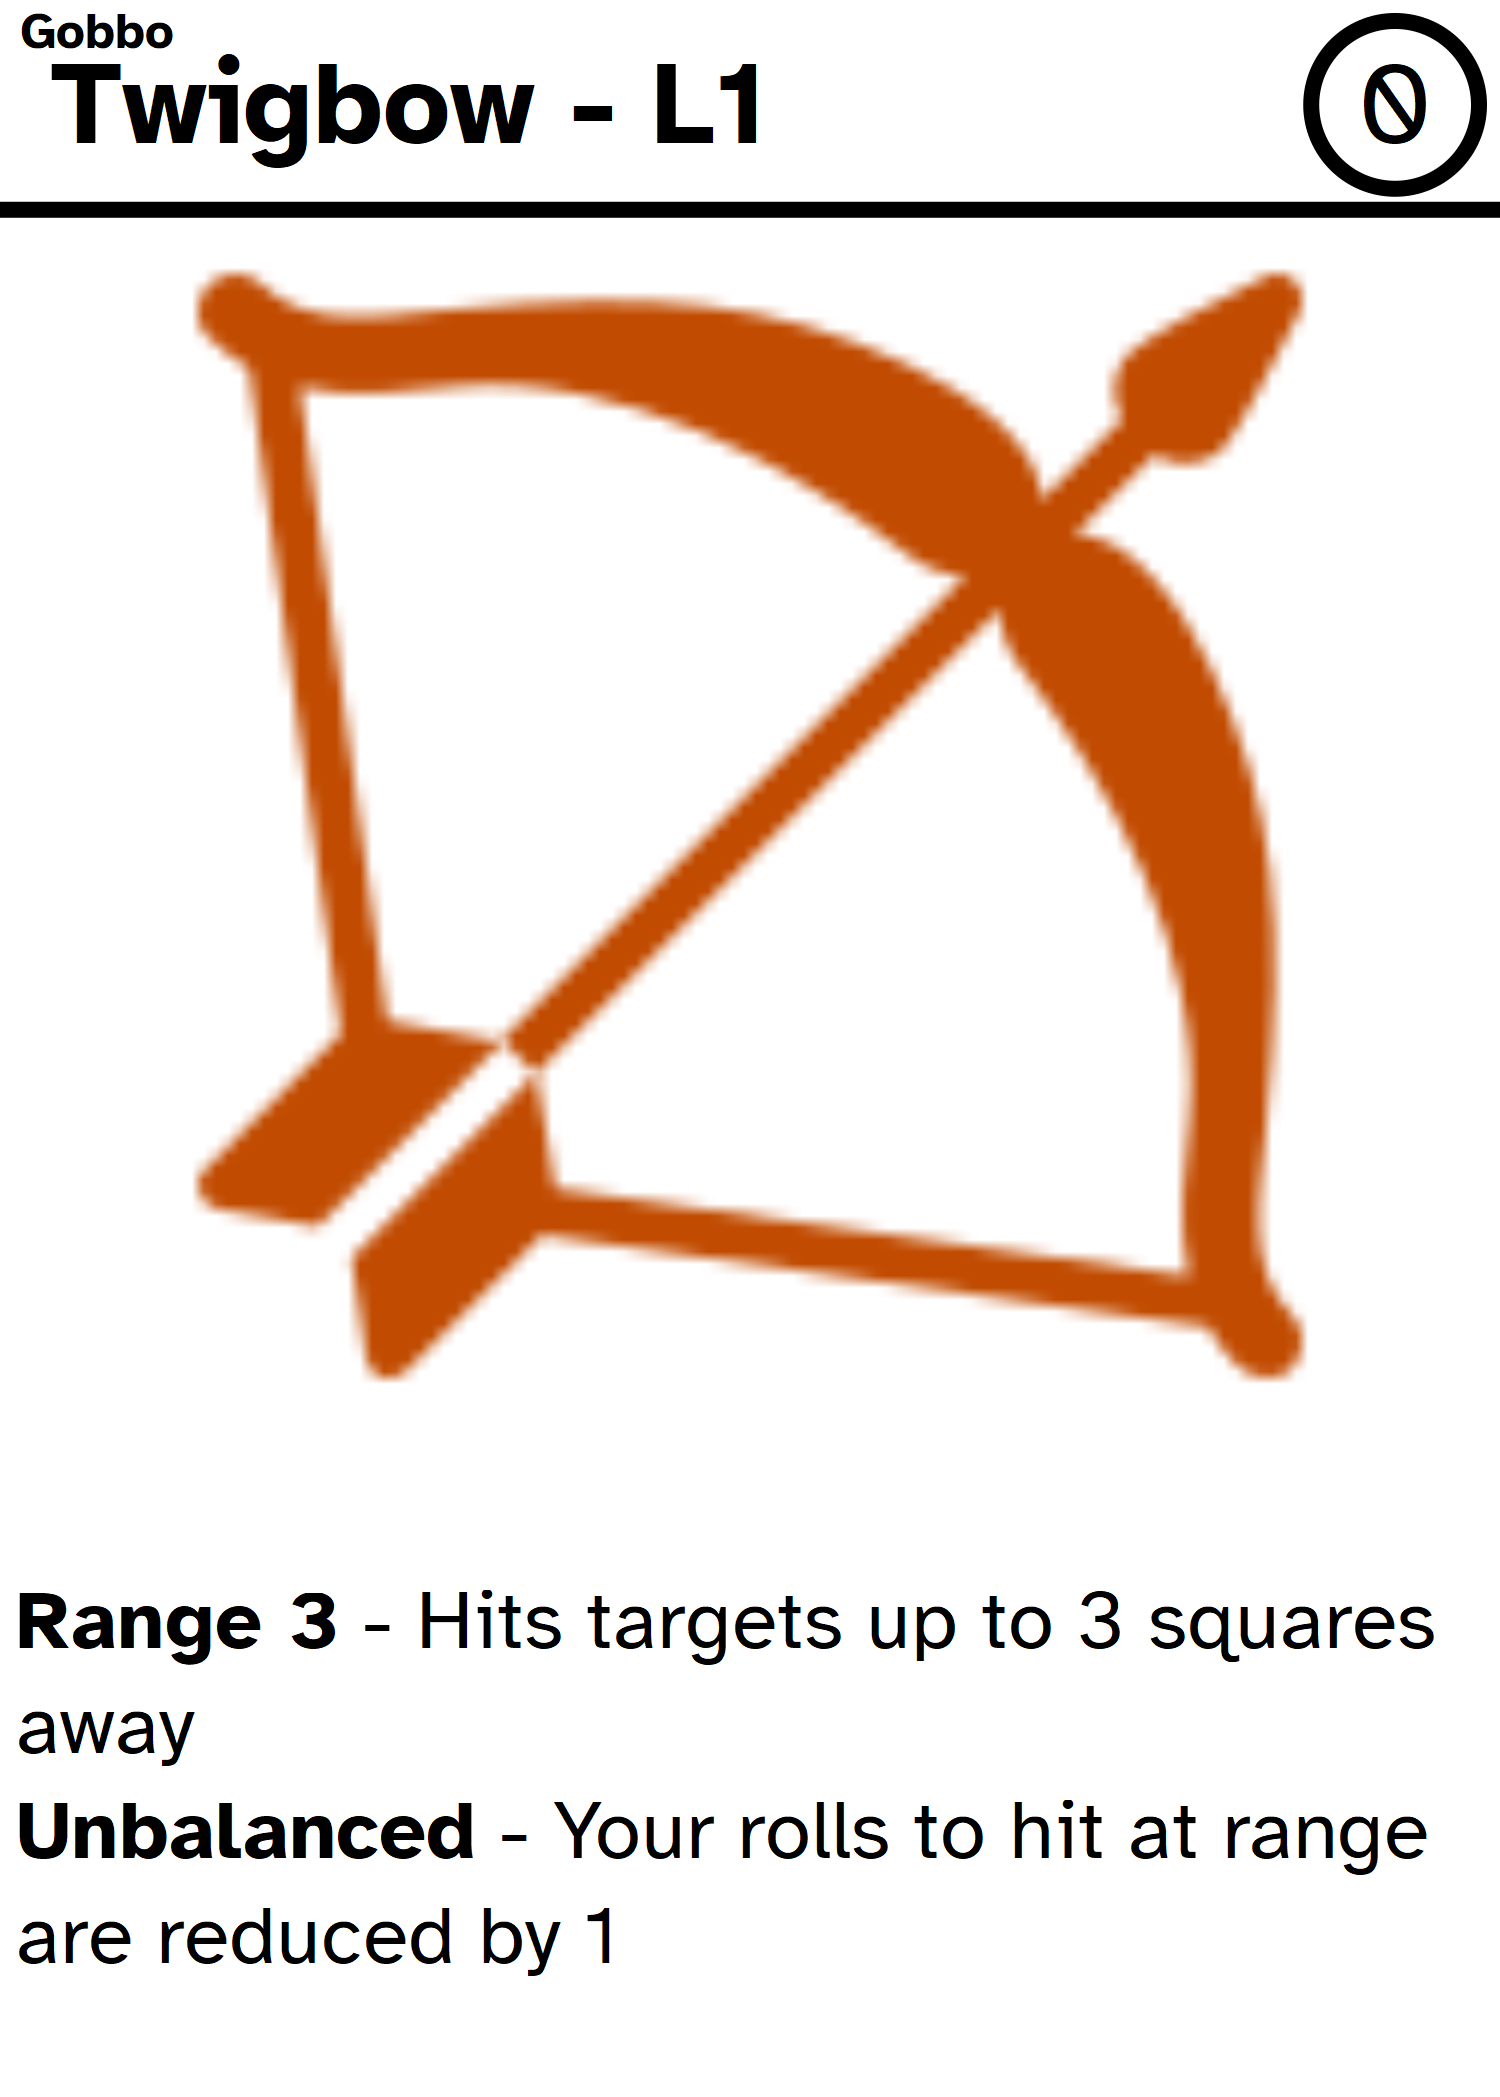 Gobbo
Twigbow - L1
0
Range 3 - Hits targets up to 3 squares
away
Unbalanced - Your rolls to hit at range
are reduced by 1